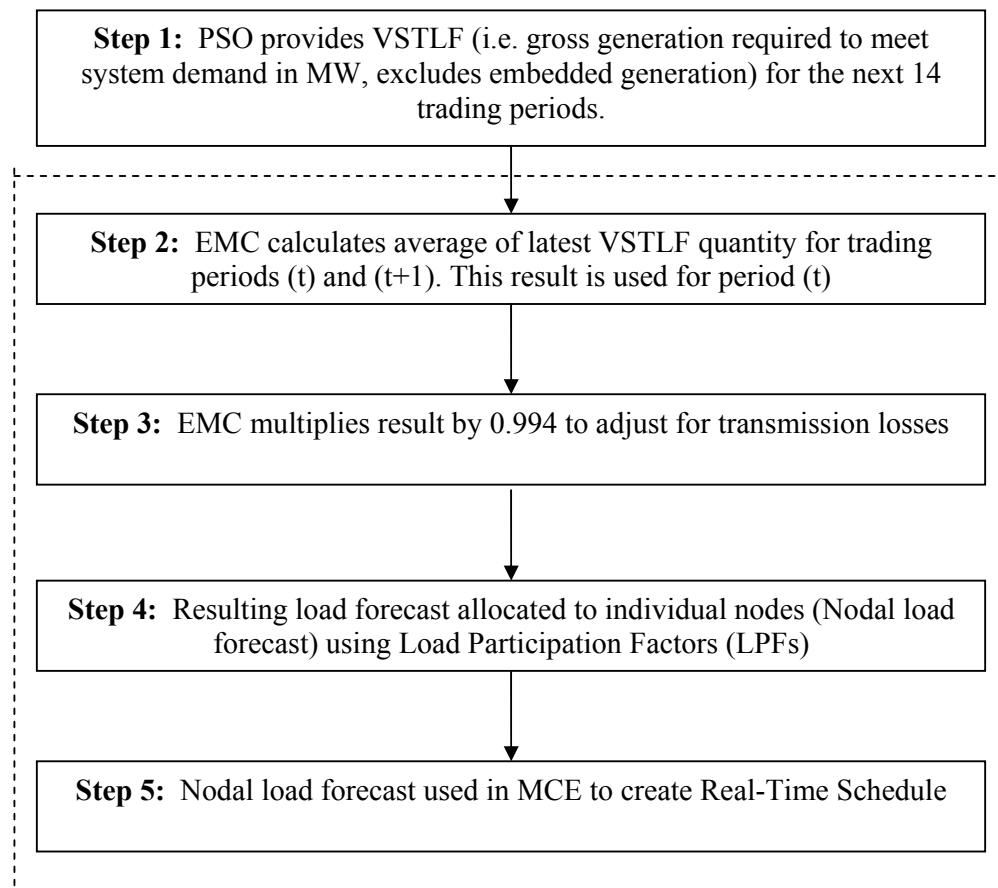 Step 1: PSO provides VSTLF (i.e. gross generation required to meet
system demand in MW, excludes embedded generation) for the next 14
trading periods.
Step 2: EMC calculates average of latest VSTLF quantity for trading
periods (t) and (t+1). This result is used for period (t)
Step 3: EMC multiplies result by 0.994 to adjust for transmission losses
Step 4: Resulting load forecast allocated to individual nodes (Nodal load
forecast) using Load Participation Factors (LPFs)
Step 5: Nodal load forecast used in MCE to create Real-Time Schedule